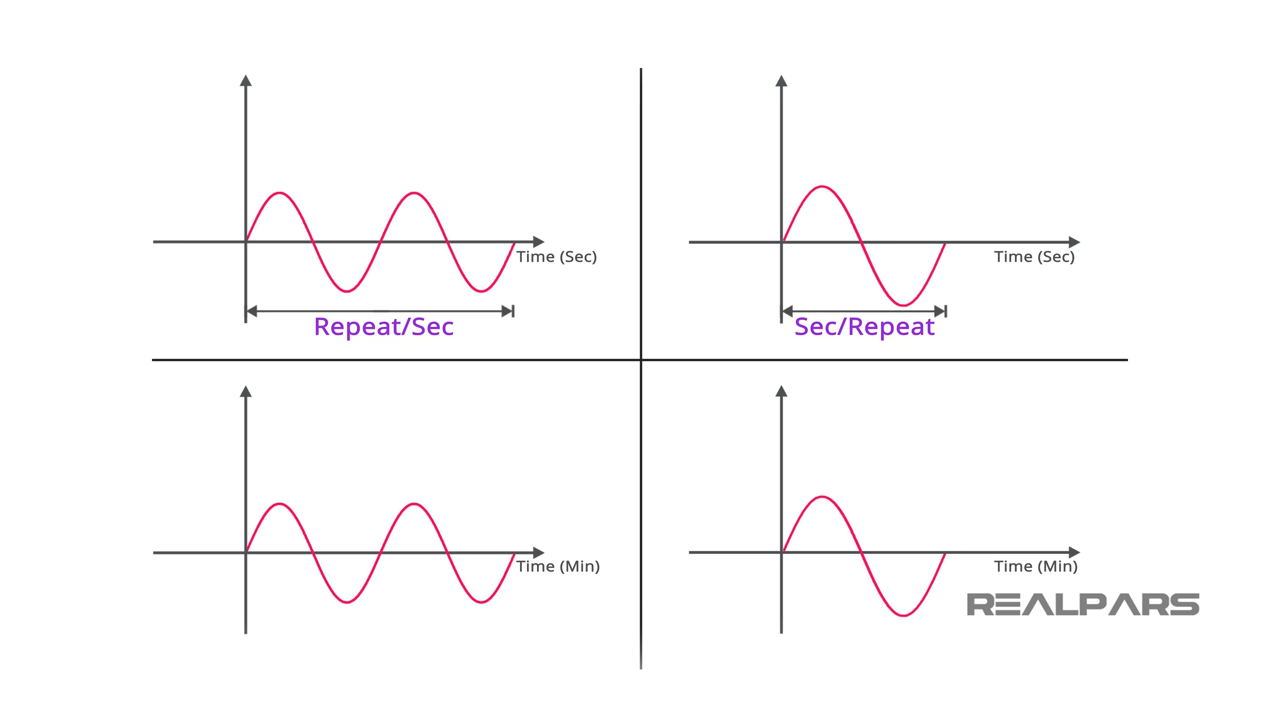 Time (Sec)
Repeat/Sec
Time (Sec)
Sec/Repeat
Time (Min)
Time (Min)
REALPARS